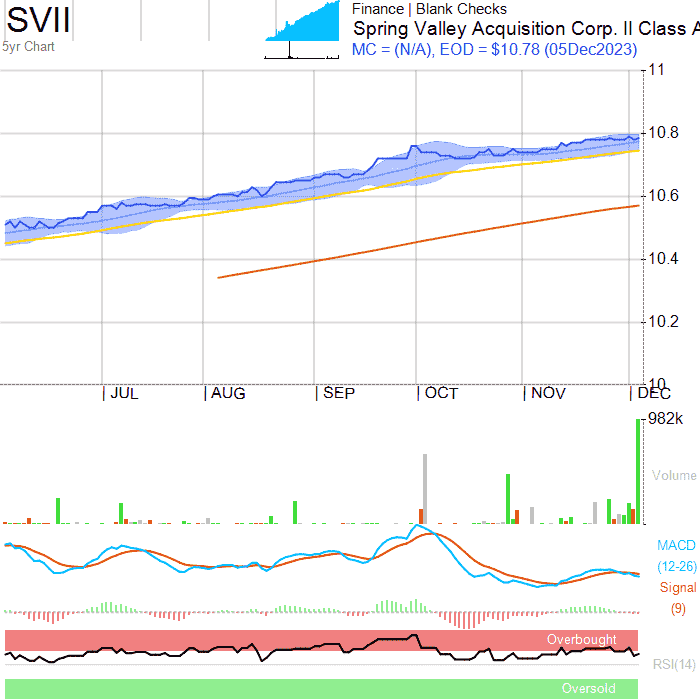 SVII
5yr Chart
Finance | Blank Checks
Spring Valley Acquisition Corp. II Class A
MC = (N/A), EOD = $10.78 (05Dec2023)
11
10.8
10.6
10.4
10.2
10
JUL
AUG
SEP
OCT
NOV
DEC
982k
Volume
MACD
(12-26)
Signal
(9)
Overbought
RSI(14)
Oversold